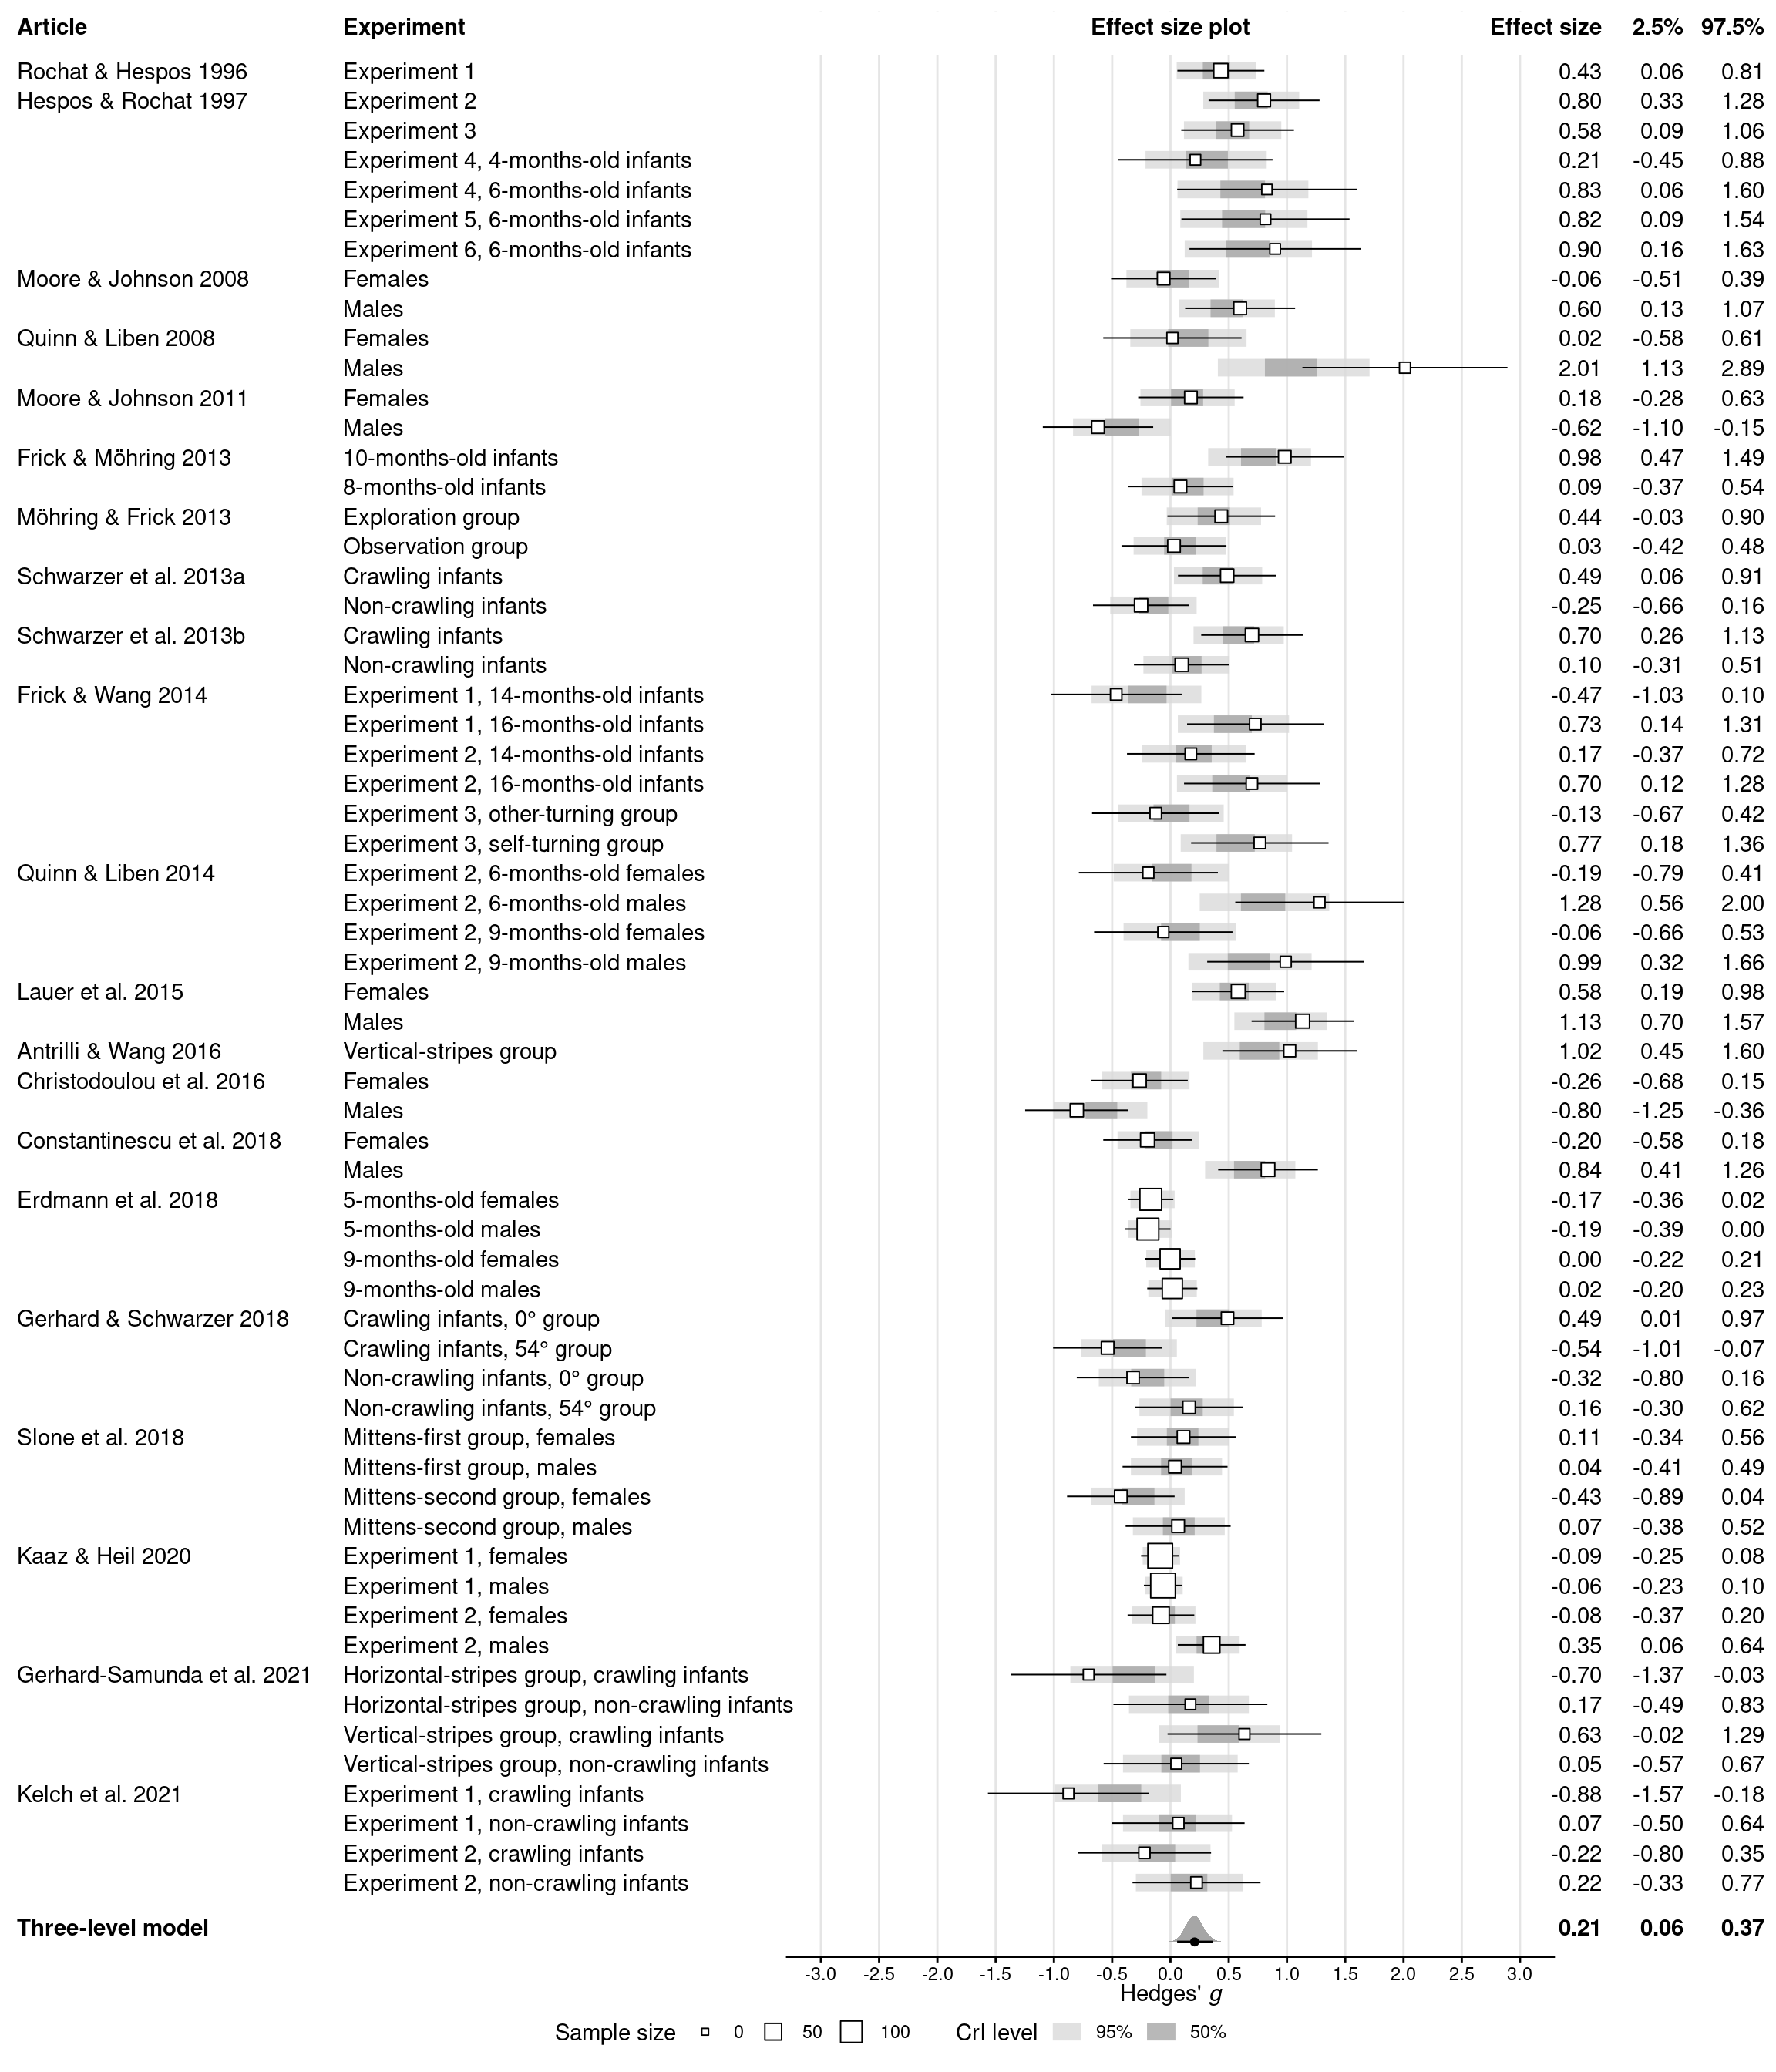 Article Experiment Effect size plot Effect size 2.5% 97.5%
Rochat & Hespos 1996 Experiment 1 0.43 0.06 0.81
Hespos & Rochat 1997 Experiment 2 0.80 0.33 1.28
Experiment 3 0.58 0.09 1.06
Experiment 4, 4-months-old infants 0.21 -0.45 0.88
Experiment 4, 6-months-old infants 0.83 0.06 1.60
Experiment 5, 6-months-old infants 0.82 0.09 1.54
Experiment 6, 6-months-old infants 0.90 0.16 1.63
Moore & Johnson 2008 Females -0.06 -0.51 0.39
Males 0.60 0.13 1.07
Quinn & Liben 2008 Females 0.02 -0.58 0.61
Males 2.01 1.13 2.89
Moore & Johnson 2011 Females 0.18 -0.28 0.63
Males -0.62 -1.10 -0.15
Frick & Möhring 2013 10-months-old infants 0.98 0.47 1.49
8-months-old infants 0.09 -0.37 0.54
Möhring & Frick 2013 Exploration group 0.44 -0.03 0.90
Observation group 0.03 -0.42 0.48
Schwarzer et al. 2013a Crawling infants 0.49 0.06 0.91
Non-crawling infants -0.25 -0.66 0.16
Schwarzer et al. 2013b Crawling infants 0.70 0.26 1.13
Non-crawling infants 0.10 -0.31 0.51
Frick & Wang 2014 Experiment 1, 14-months-old infants -0.47 -1.03 0.10
Experiment 1, 16-months-old infants 0.73 0.14 1.31
Experiment 2, 14-months-old infants 0.17 -0.37 0.72
Experiment 2, 16-months-old infants 0.70 0.12 1.28
Experiment 3, other-turning group -0.13 -0.67 0.42
Experiment 3, self-turning group 0.77 0.18 1.36
Quinn & Liben 2014 Experiment 2, 6-months-old females -0.19 -0.79 0.41
Experiment 2, 6-months-old males 1.28 0.56 2.00
Experiment 2, 9-months-old females -0.06 -0.66 0.53
Experiment 2, 9-months-old males 0.99 0.32 1.66
Lauer et al. 2015 Females 0.58 0.19 0.98
Males 1.13 0.70 1.57
Antrilli & Wang 2016 Vertical-stripes group 1.02 0.45 1.60
Christodoulou et al. 2016 Females -0.26 -0.68 0.15
Males -0.80 -1.25 -0.36
Constantinescu et al. 2018 Females -0.20 -0.58 0.18
Males 0.84 0.41 1.26
Erdmann et al. 2018 5-months-old females -0.17 -0.36 0.02
5-months-old males -0.19 -0.39 0.00
9-months-old females 0.00 -0.22 0.21
9-months-old males 0.02 -0.20 0.23
Gerhard & Schwarzer 2018 Crawling infants, 0° group 0.49 0.01 0.97
Crawling infants, 54° group -0.54 -1.01 -0.07
Non-crawling infants, 0° group -0.32 -0.80 0.16
Non-crawling infants, 54° group 0.16 -0.30 0.62
Slone et al. 2018 Mittens-first group, females 0.11 -0.34 0.56
Mittens-first group, males 0.04 -0.41 0.49
Mittens-second group, females -0.43 -0.89 0.04
Mittens-second group, males 0.07 -0.38 0.52
Kaaz & Heil 2020 Experiment 1, females -0.09 -0.25 0.08
Experiment 1, males -0.06 -0.23 0.10
Experiment 2, females -0.08 -0.37 0.20
Experiment 2, males 0.35 0.06 0.64
Gerhard-Samunda et al. 2021 Horizontal-stripes group, crawling infants -0.70 -1.37 -0.03
Horizontal-stripes group, non-crawling infants 0.17 -0.49 0.83
Vertical-stripes group, crawling infants 0.63 -0.02 1.29
Vertical-stripes group, non-crawling infants 0.05 -0.57 0.67
Kelch et al. 2021 Experiment 1, crawling infants -0.88 -1.57 -0.18
Experiment 1, non-crawling infants 0.07 -0.50 0.64
Experiment 2, crawling infants -0.22 -0.80 0.35
Experiment 2, non-crawling infants 0.22 -0.33 0.77
Three-level model 0.21 0.06 0.37
-3.0 -2.5 -2.0 -1.5 -1.0 -0.5 0.0 0.5 1.0 1.5 2.0 2.5 3.0
Hedges' g
Sample size 0 50 100 CrI level 95% 50%